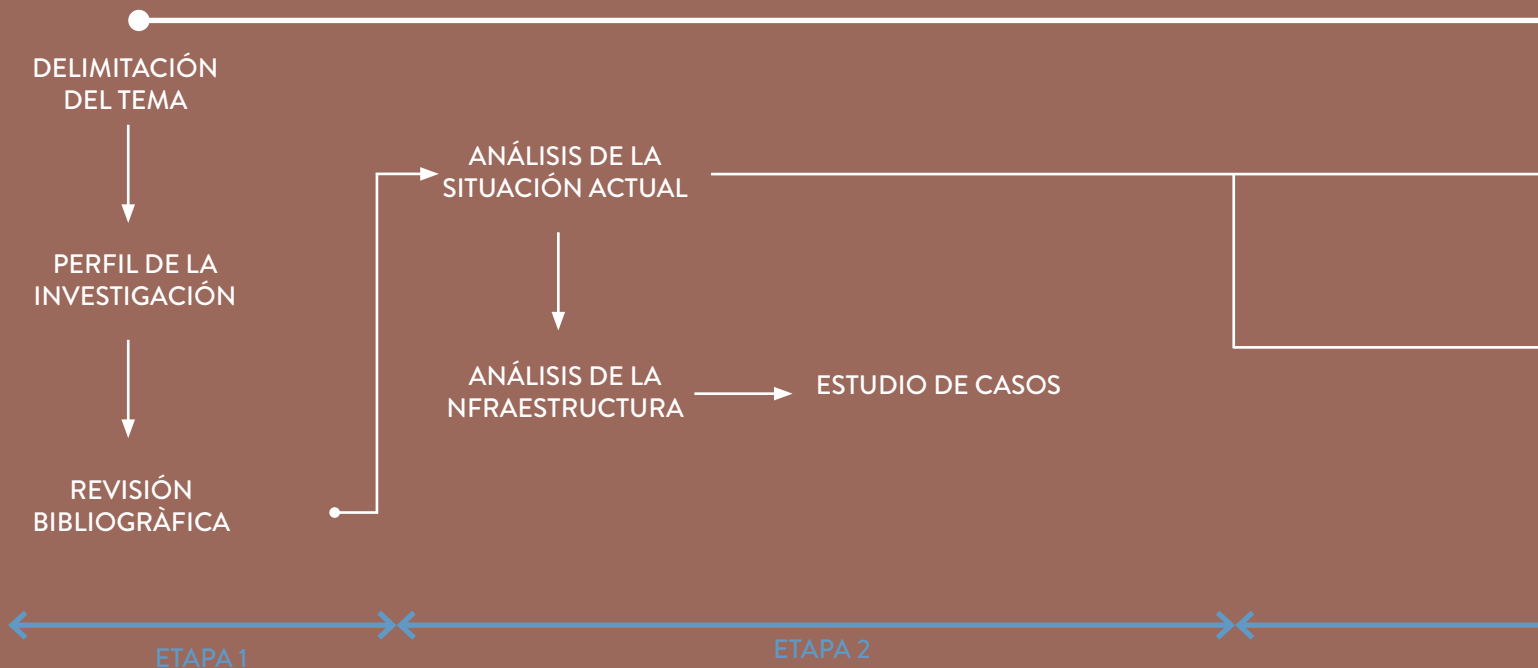 DELIMITACIÓN
DEL TEMA
PERFIL DE LA
INVESTIGACIÓN
REVISIÓN
BIBLIOGRÀFICA
ANÁLISIS DE LA
SITUACIÓN ACTUAL
ANÁLISIS DE LA
NFRAESTRUCTURA
ESTUDIO DE CASOS
ETAPA 1
ETAPA 2